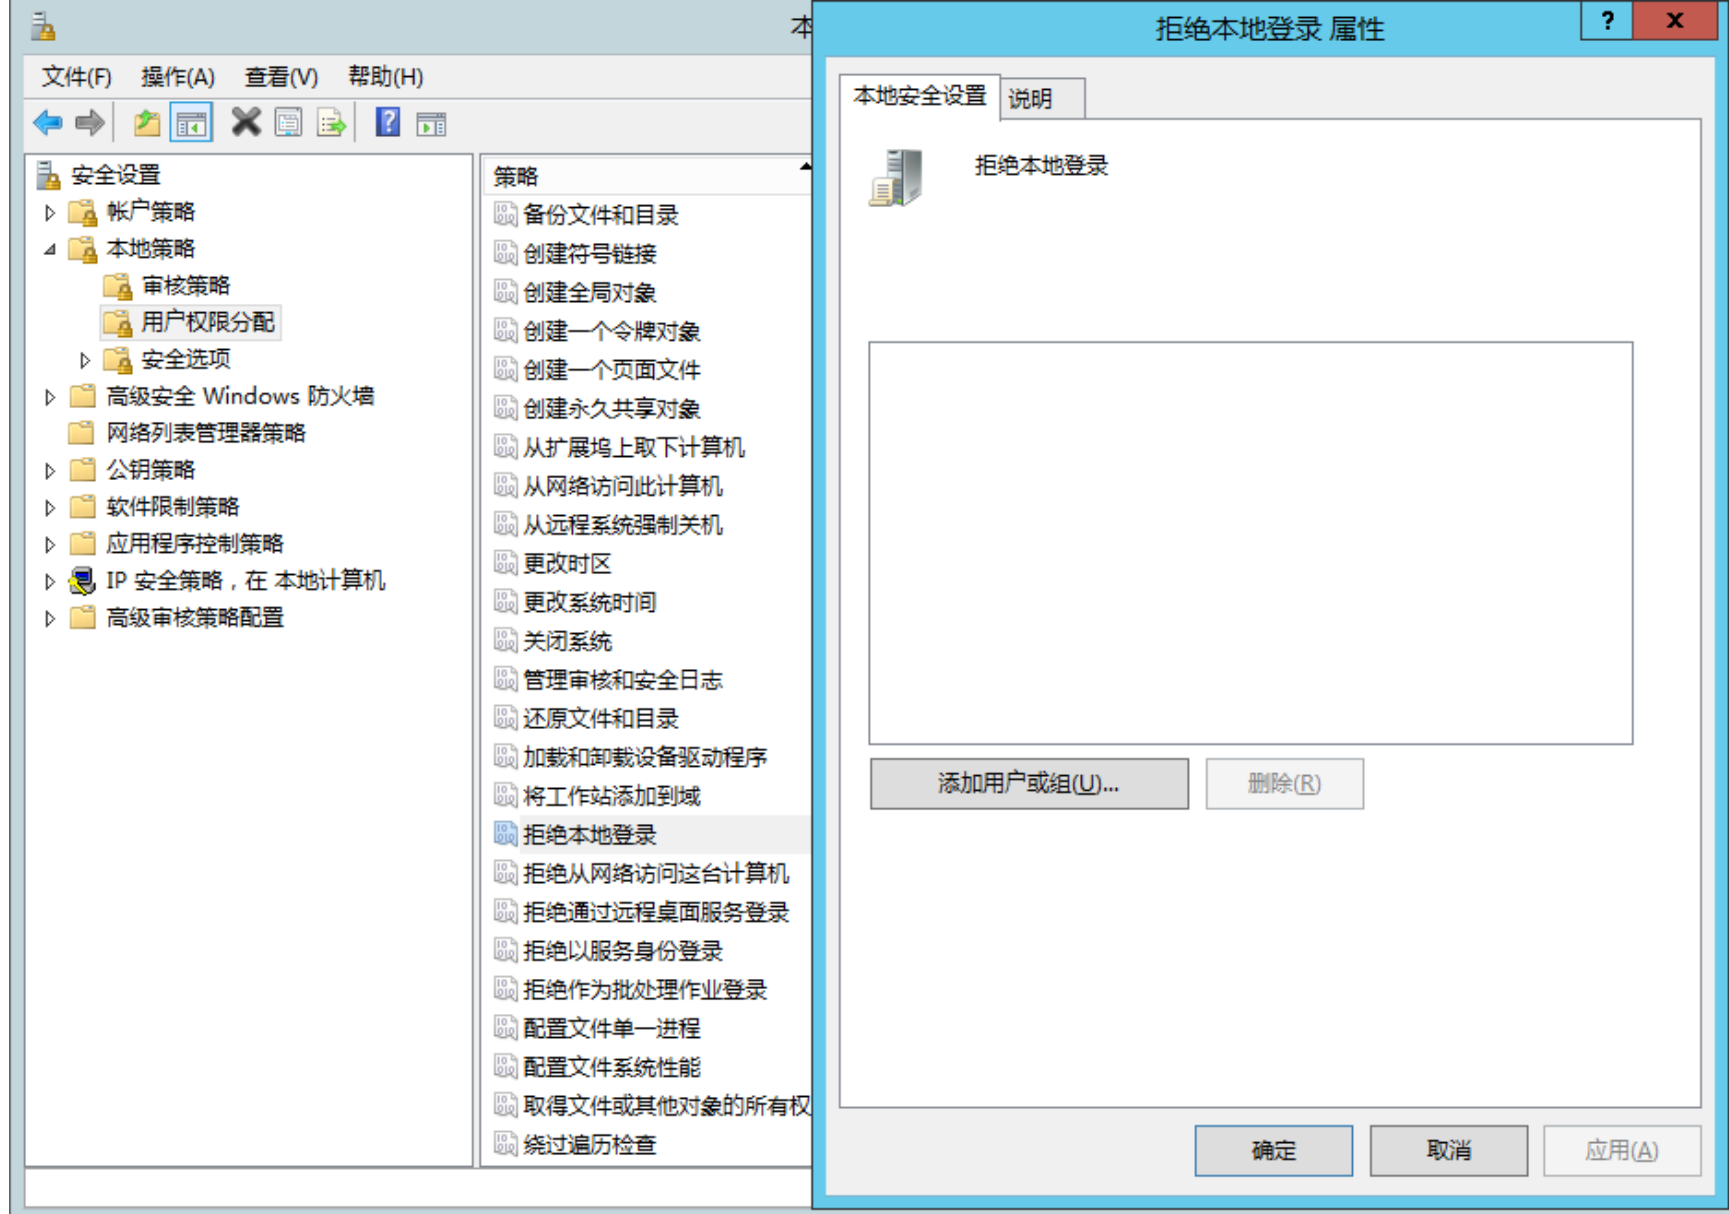 本
文件(F) 操作(A) 查看(V) 帮助(H)
安全设置
帐户策略
本地策略
审核策略
用户权限分配
安全选项
高级安全 Windows 防火墙
网络列表管理器策略
公钥策略
软件限制策略
应用程序控制策略
IP 安全策略，在 本地计算机
高级审核策略配置
策略
备份文件和目录
创建符号链接
创建全局对象
创建一个令牌对象
创建一个页面文件
创建永久共享对象
从扩展坞上取下计算机
从网络访问此计算机
从远程系统强制关机
更改时区
更改系统时间
关闭系统
管理审核和安全日志
还原文件和目录
加载和卸载设备驱动程序
将工作站添加到域
拒绝本地登录
拒绝从网络访问这台计算机
拒绝通过远程桌面服务登录
拒绝以服务身份登录
拒绝作为批处理作业登录
配置文件单一进程
配置文件系统性能
取得文件或其他对象的所有权
绕过遍历检查
拒绝本地登录 属性
? x
本地安全设置 说明
拒绝本地登录
添加用户或组(U)... 删除(R)
确定 取消 应用(A)